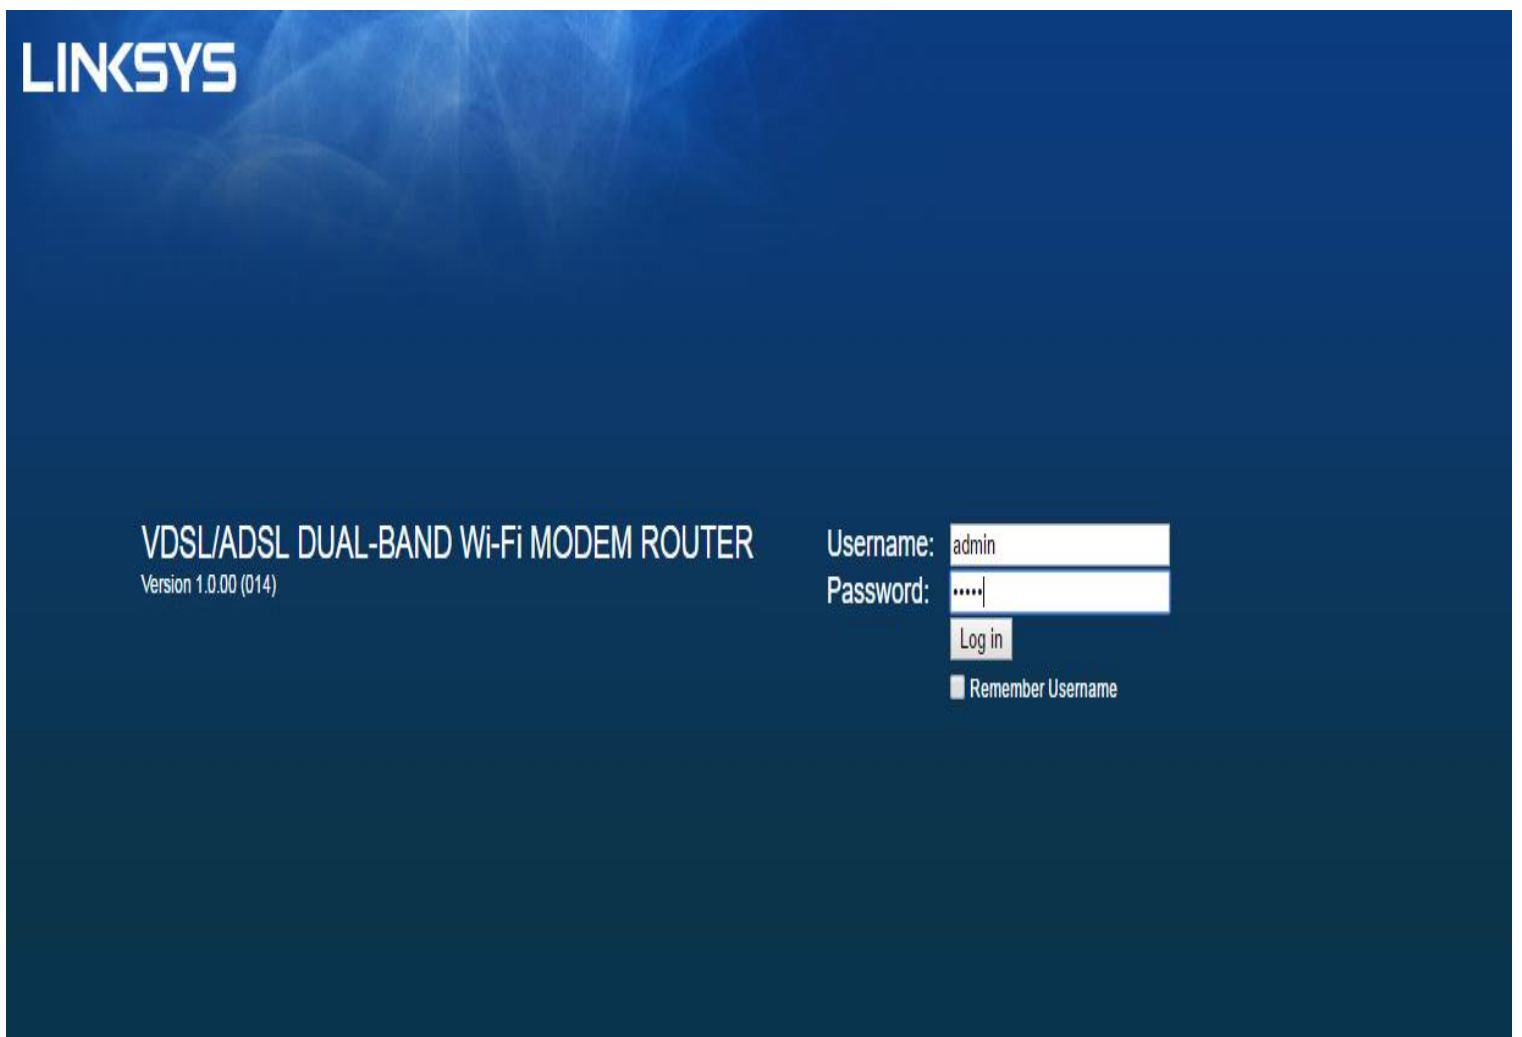 LINKSYS
VDSL/ADSL DUAL-BAND Wi-Fi MODEM ROUTER
Version 1.0.00 (014)
Username: admin
Password: •••••
Log in
Remember Username